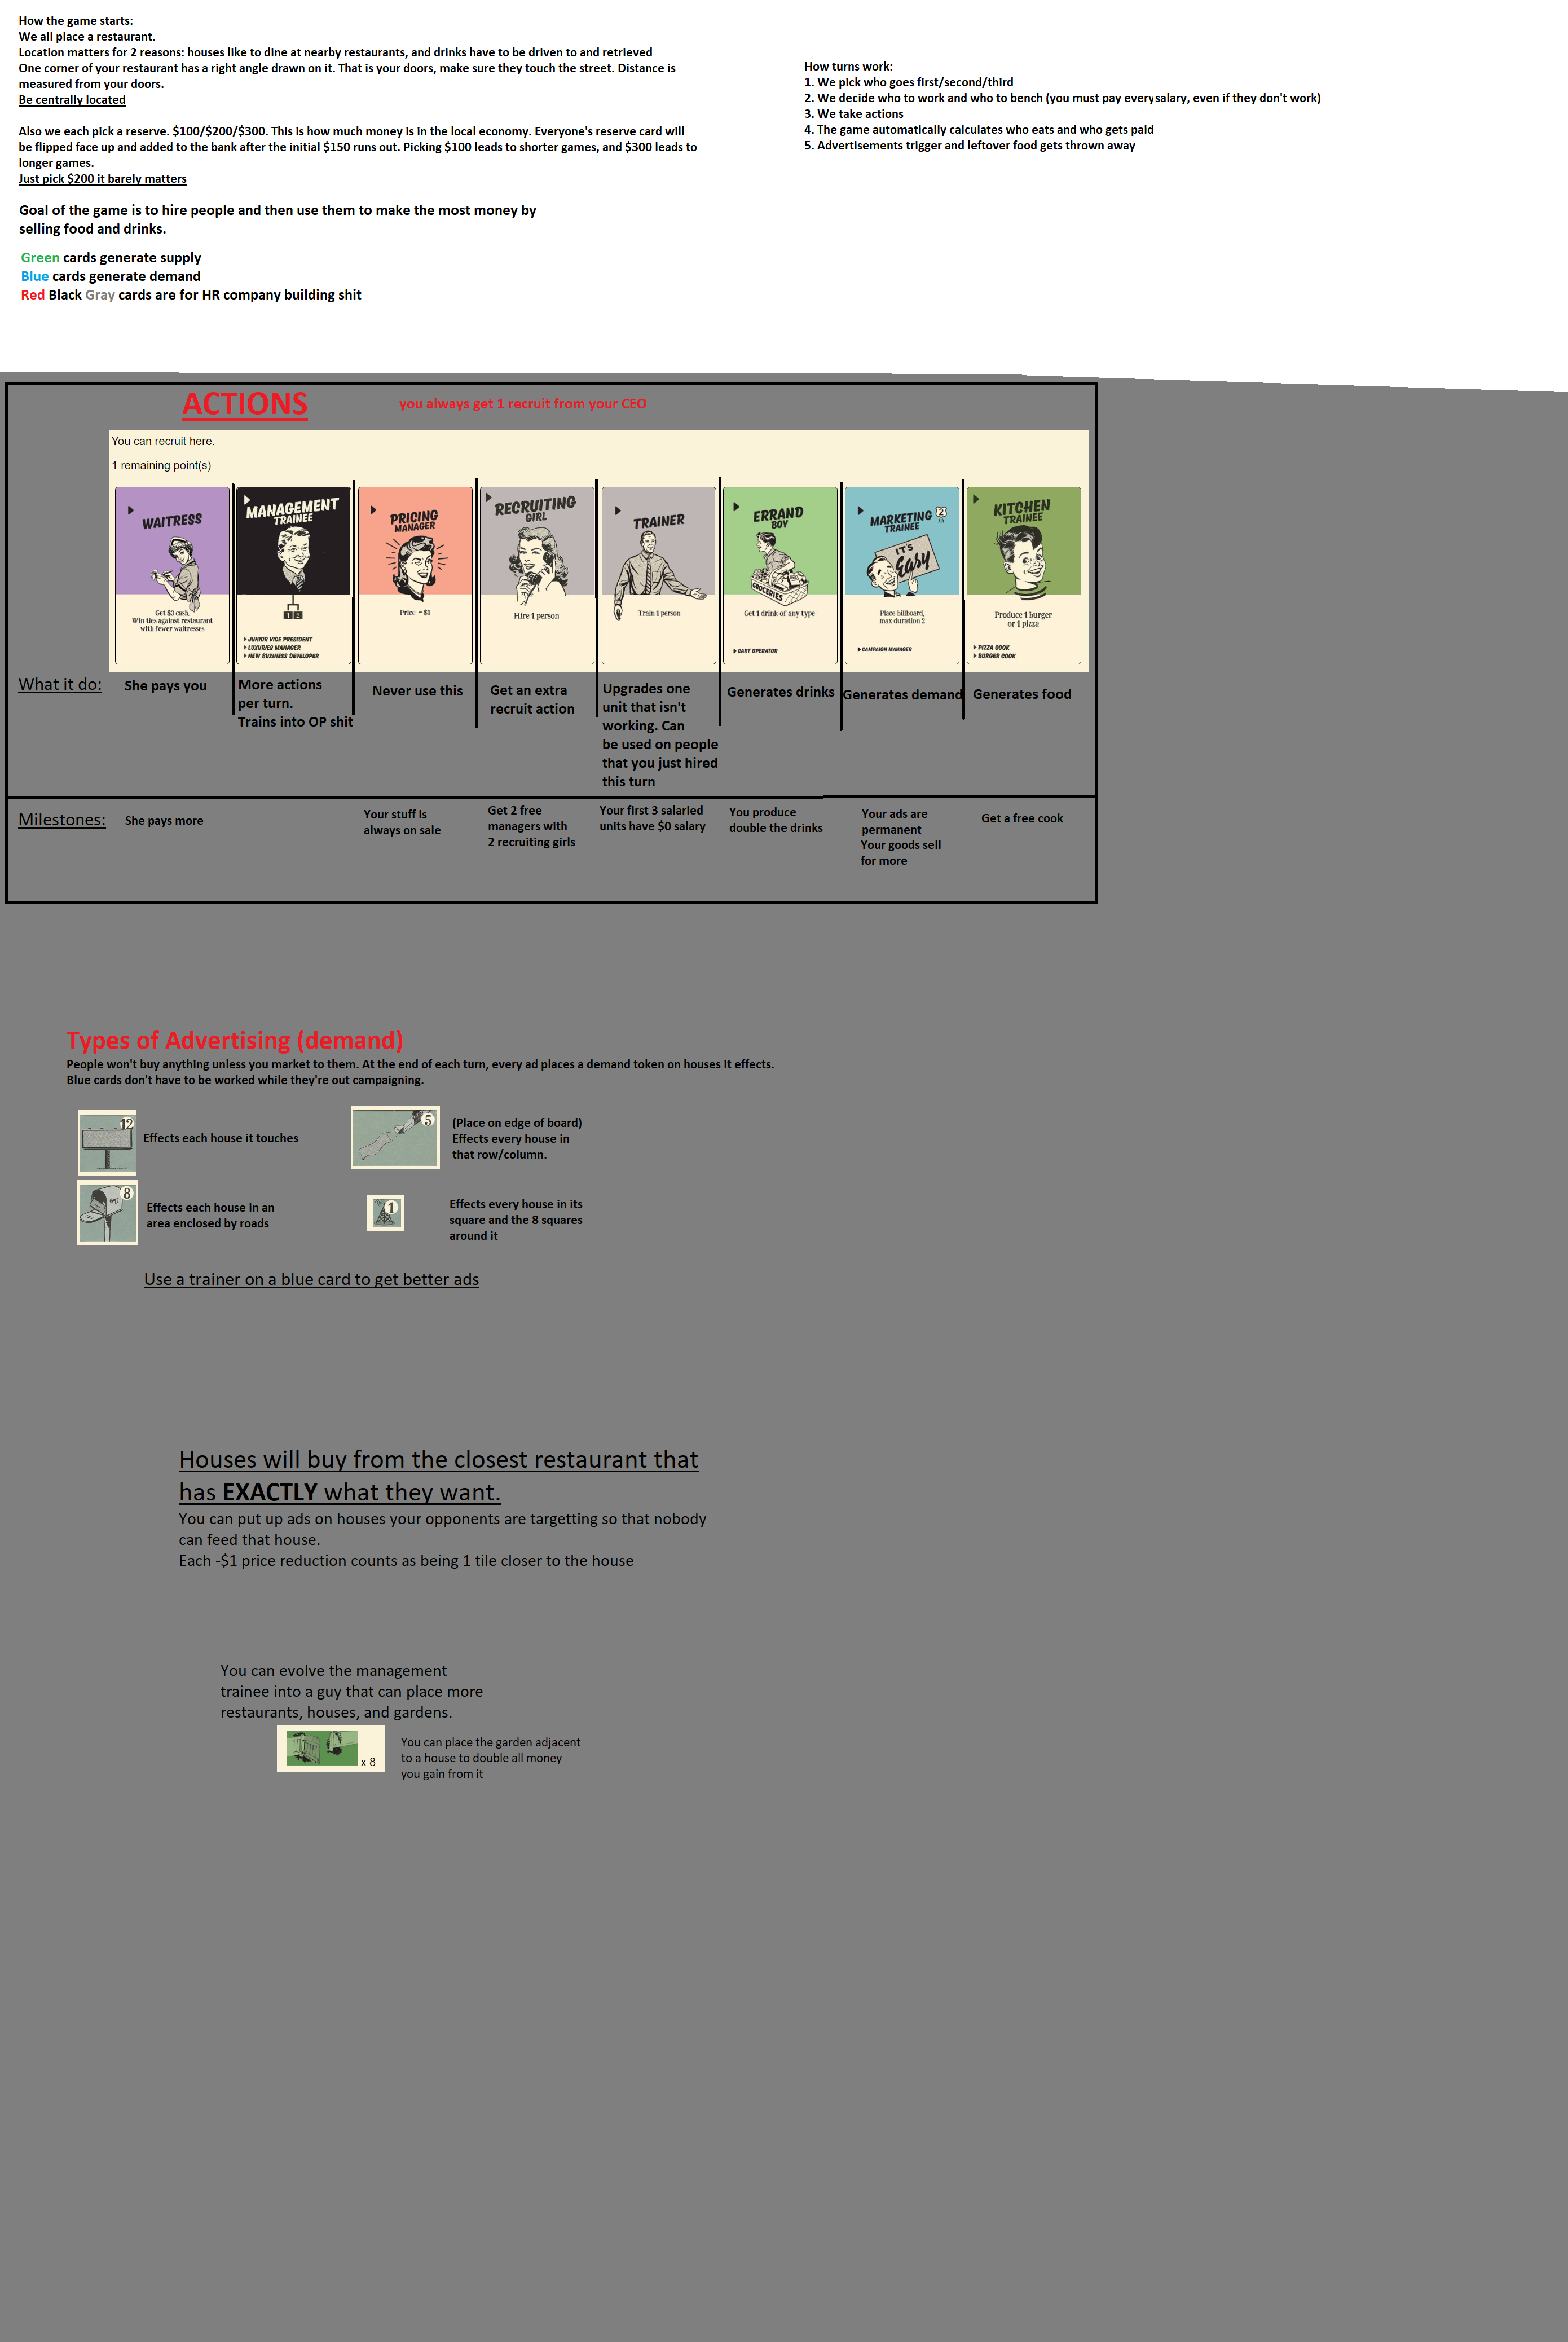 How the game starts:
We all place a restaurant.
Location matters for 2 reasons: houses like to dine at nearby restaurants, and drinks have to be driven to and retrieved
One corner of your restaurant has a right angle drawn on it. That is your doors, make sure they touch the street. Distance is
measured from your doors.
Be centrally located
Also we each pick a reserve. $100/$200/$300. This is how much money is in the local economy. Everyone's reserve card will
be flipped face up and added to the bank after the initial $150 runs out. Picking $100 leads to shorter games, and $300 leads to
longer games.
Just pick $200 it barely matters
Goal of the game is to hire people and then use them to make the most money by
selling food and drinks.
Green cards generate supply
Blue cards generate demand
Red Black Gray cards are for HR company building shit
How turns work:
1. We pick who goes first/second/third
2. We decide who to work and who to bench (you must pay every salary, even if they don't work)
3. We take actions
4. The game automatically calculates who eats and who gets paid
5. Advertisements trigger and leftover food gets thrown away
ACTIONS
you always get 1 recruit from your CEO
You can recruit here.
1 remaining point(s)
WAITRESS
Get $3 cash.
Win ties against restaurant
with fewer waitresses
MANAGEMENT
TRAINEE
1 2
JUNIOR VICE PRESIDENT
LUXURIES MANAGER
NEW BUSINESS DEVELOPER
PRICING
MANAGER
Price - $1
RECRUITING
GIRL
Hire 1 person
TRAINER
Train 1 person
ERRAND
BOY
GROCERIES
Get 1 drink of any type
CART OPERATOR
MARKETING
TRAINEE
2
IT'S
Easy
Place billboard,
max duration 2
CAMPAIGN MANAGER
KITCHEN
TRAINEE
Produce 1 burger
or 1 pizza
PIZZA COOK
BURGER COOK
What it do:
She pays you
More actions
per turn.
Trains into OP shit
Never use this
Get an extra
recruit action
Upgrades one
unit that isn't
working. Can
be used on people
that you just hired
this turn
Generates drinks
Generates demand
Generates food
Milestones:
She pays more
Your stuff is
always on sale
Get 2 free
managers with
2 recruiting girls
Your first 3 salaried
units have $0 salary
You produce
double the drinks
Your ads are
permanent
Your goods sell
for more
Get a free cook
Types of Advertising (demand)
People won't buy anything unless you market to them. At the end of each turn, every ad places a demand token on houses it effects.
Blue cards don't have to be worked while they're out campaigning.
12
Effects each house it touches
5
(Place on edge of board)
Effects every house in
that row/column.
8
Effects each house in an
area enclosed by roads
1
Effects every house in its
square and the 8 squares
around it
Use a trainer on a blue card to get better ads
Houses will buy from the closest restaurant that
has EXACTLY what they want.
You can put up ads on houses your opponents are targetting so that nobody
can feed that house.
Each -$1 price reduction counts as being 1 tile closer to the house
You can evolve the management
trainee into a guy that can place more
restaurants, houses, and gardens.
x 8
You can place the garden adjacent
to a house to double all money
you gain from it